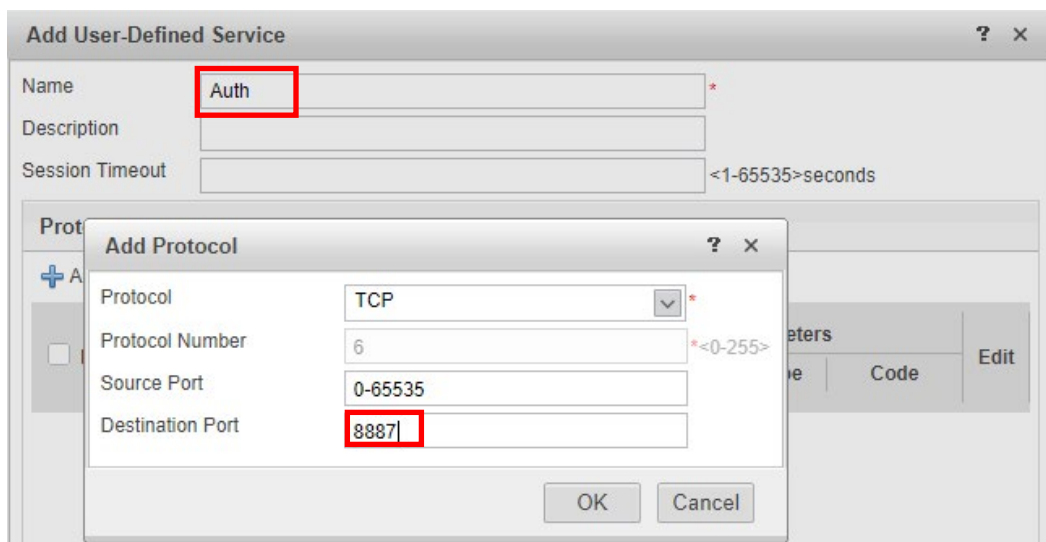 Add User-Defined Service ? ×
Name Auth *
Description
Session Timeout <1-65535>seconds
Prot
Add Protocol ? ×
A
Protocol TCP *
Protocol Number 6 *<0-255>
eters
Edit
Source Port 0-65535
Code
Destination Port 8887
OK Cancel